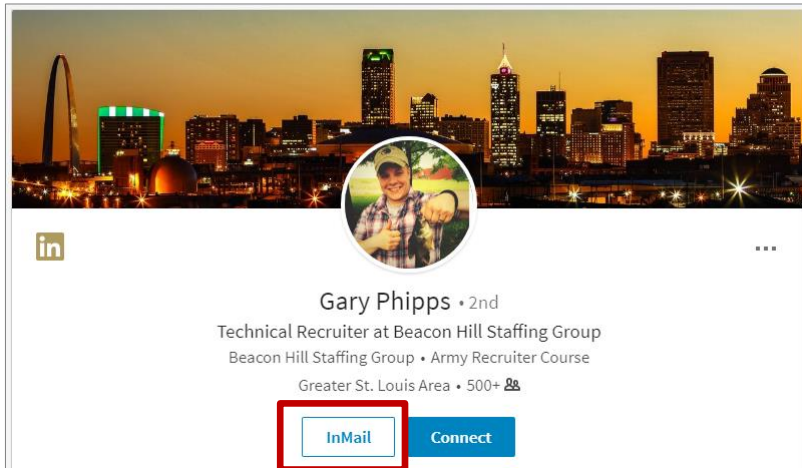 in
Gary Phipps • 2nd
Technical Recruiter at Beacon Hill Staffing Group
Beacon Hill Staffing Group • Army Recruiter Course
Greater St. Louis Area • 500+
InMail
Connect